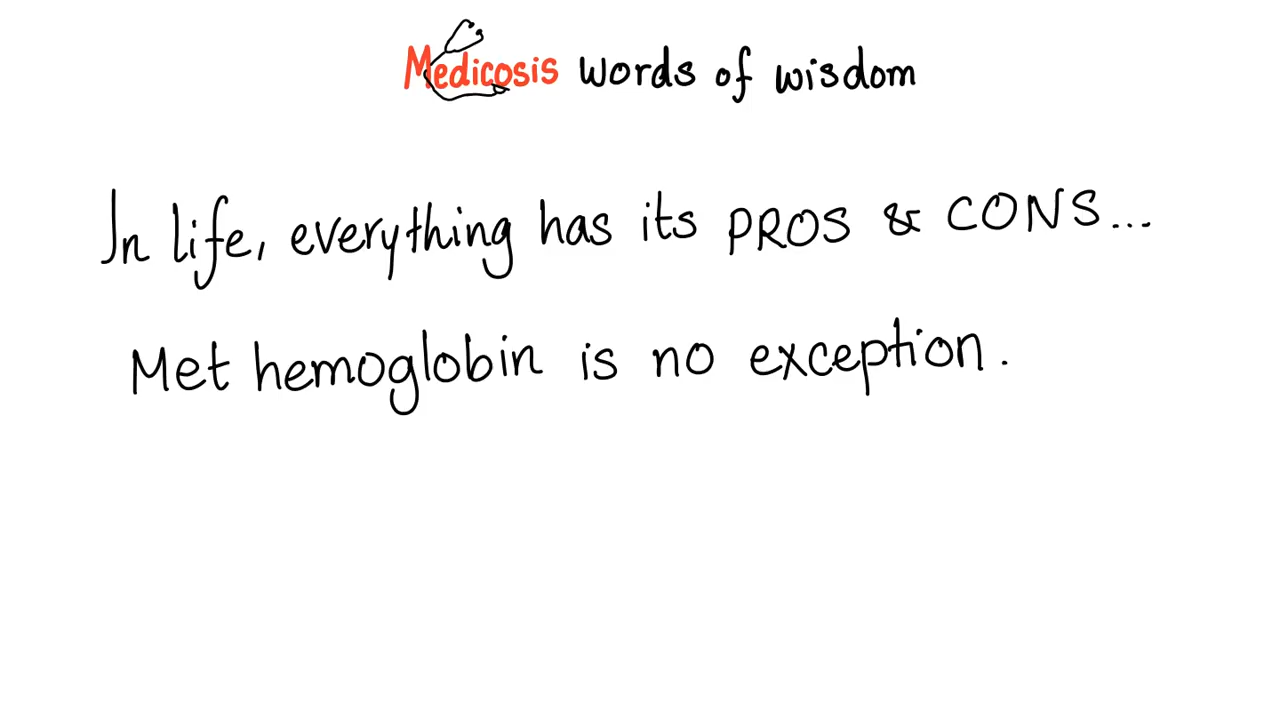 Medicosis words of wisdom
In life, everything has its PROS & CONS...
Met hemoglobin is no exception.